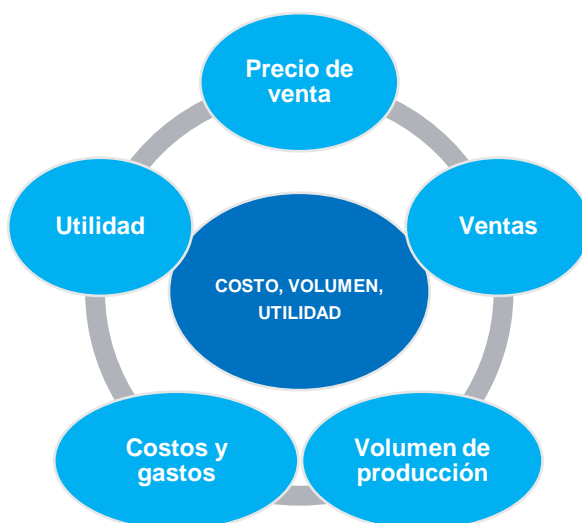 Precio de
venta
Utilidad
Ventas
COSTO, VOLUMEN,
UTILIDAD
Costos y
gastos
Volumen de
producción